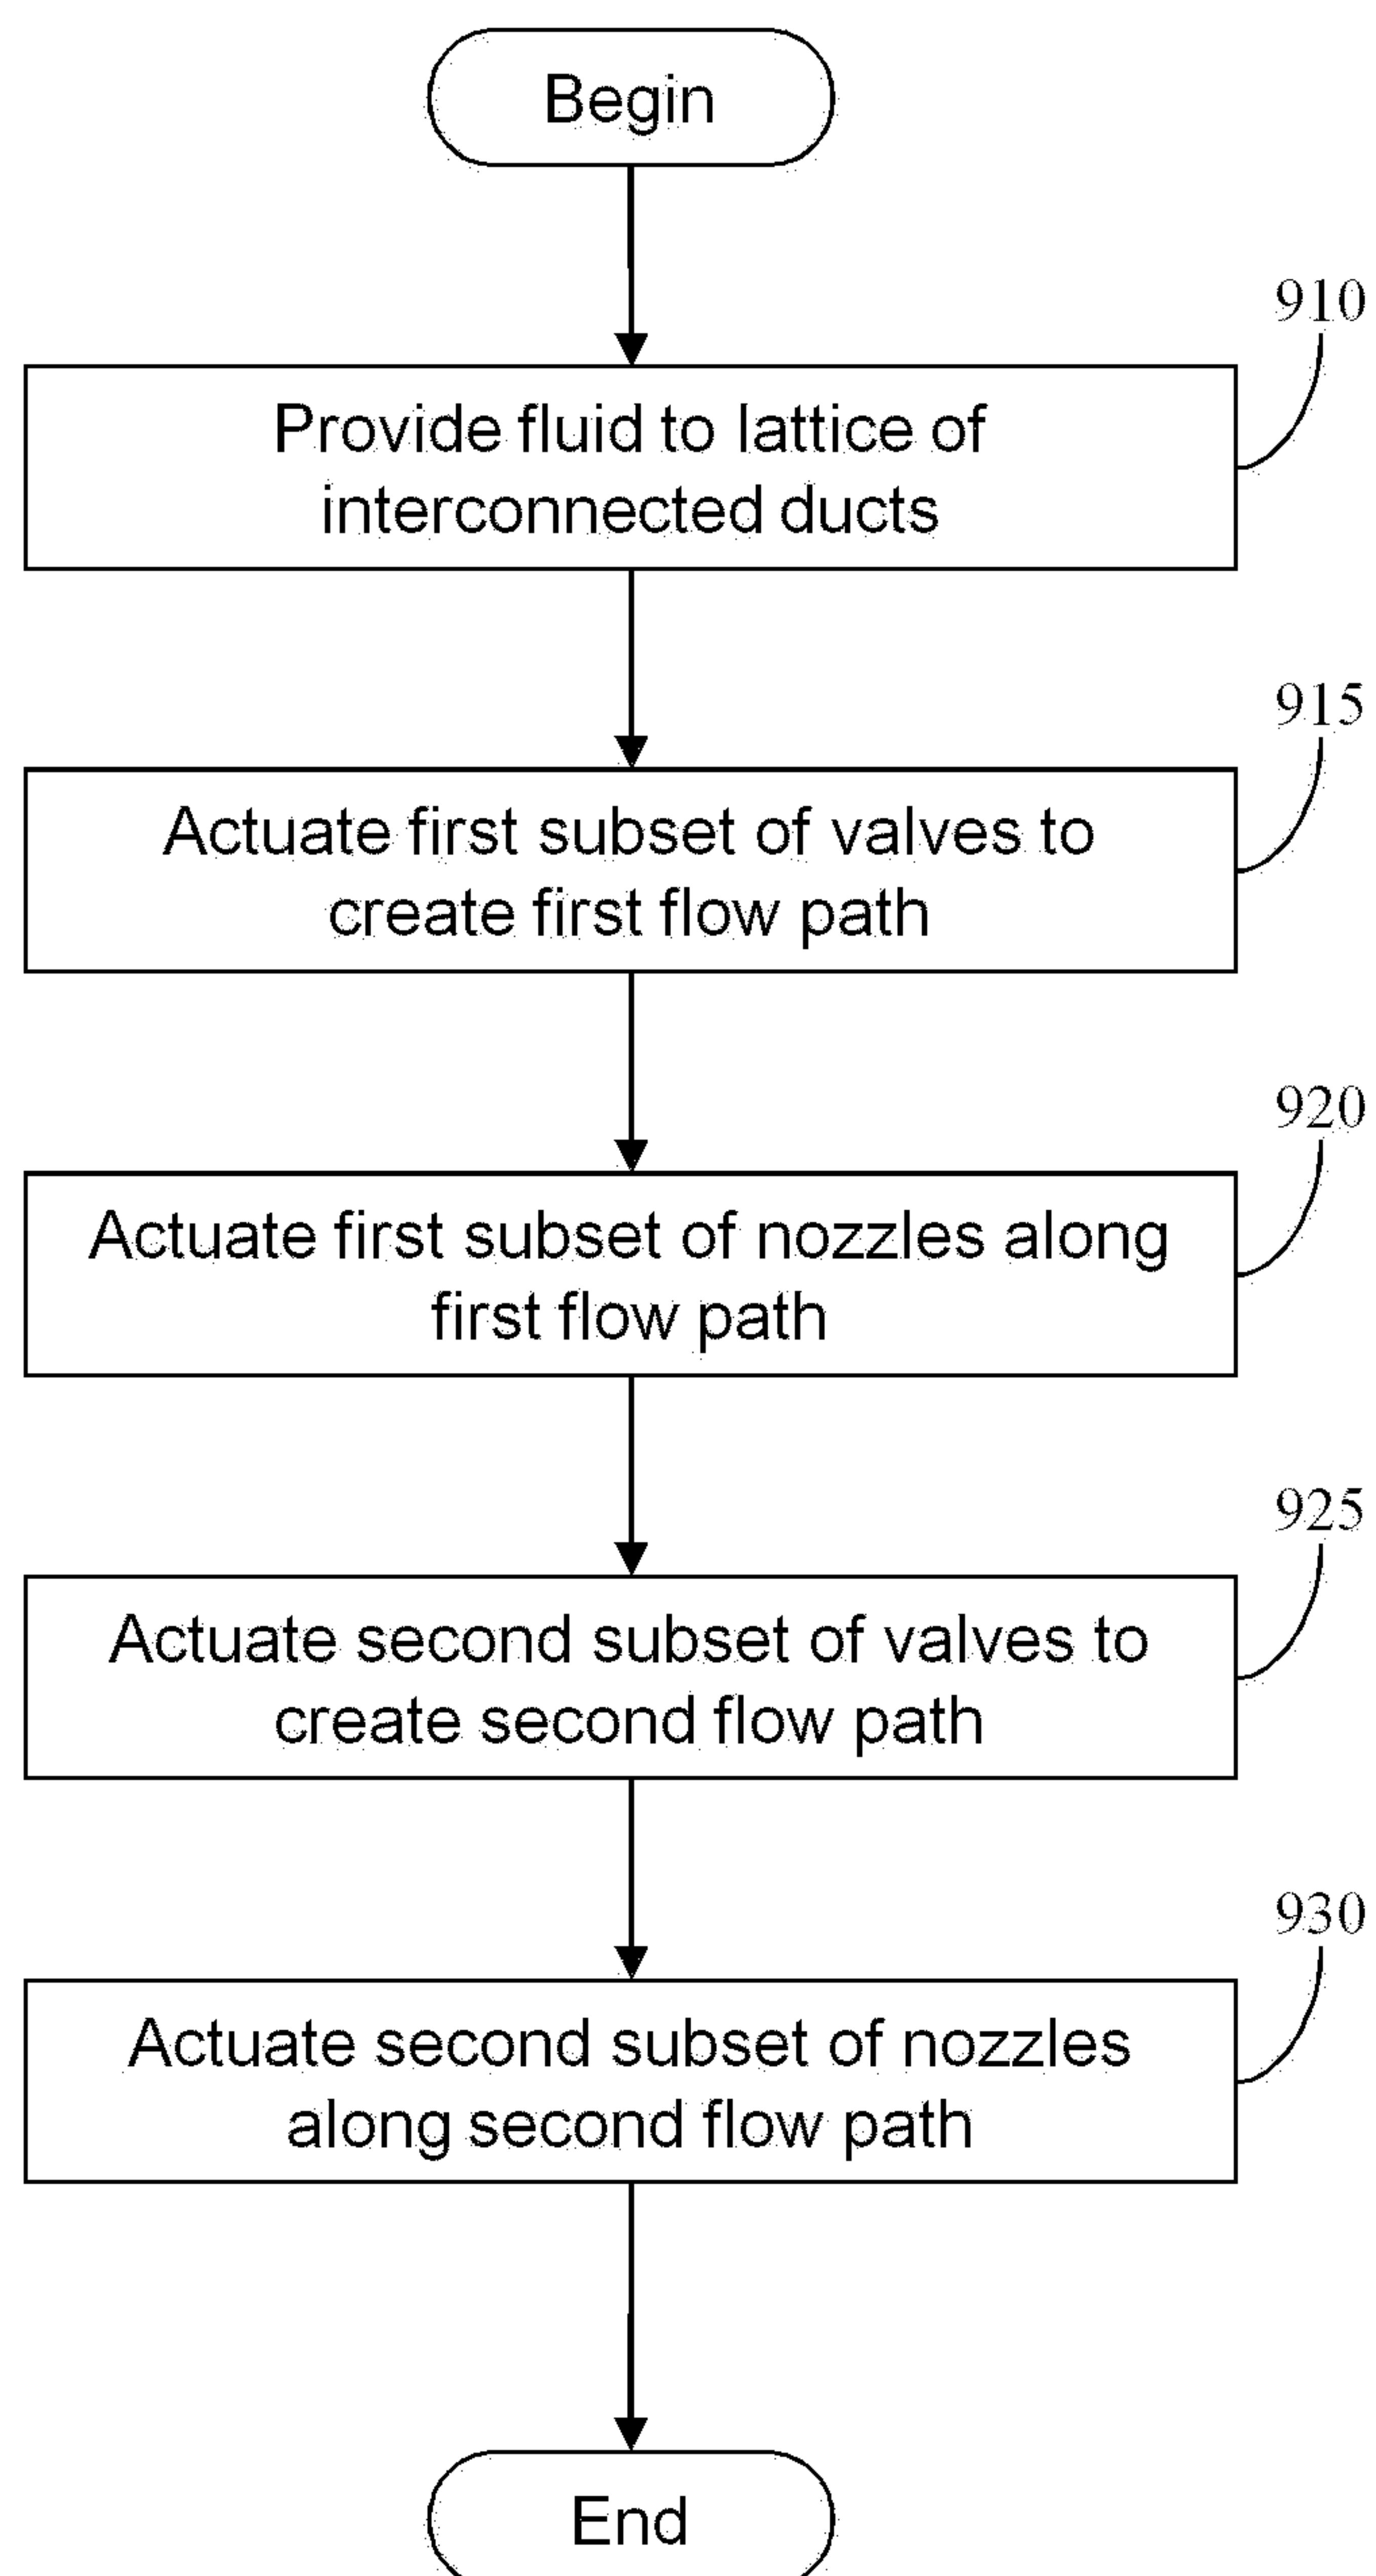 Begin
910
Provide fluid to lattice of
interconnected ducts
915
Actuate first subset of valves to
create first flow path
920
Actuate first subset of nozzles along
first flow path
925
Actuate second subset of valves to
create second flow path
930
Actuate second subset of nozzles
along second flow path
End